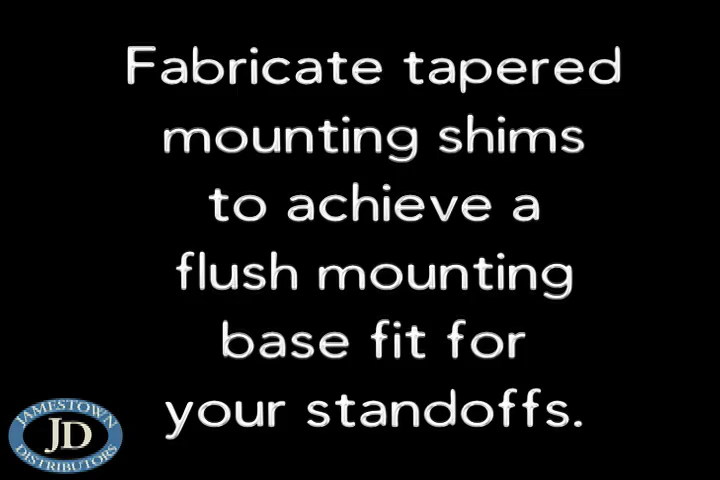 Fabricate tapered
mounting shims
to achieve a
flush mounting
base fit for
your standoffs.
JAMESTOWN
JD
DISTRIBUTORS